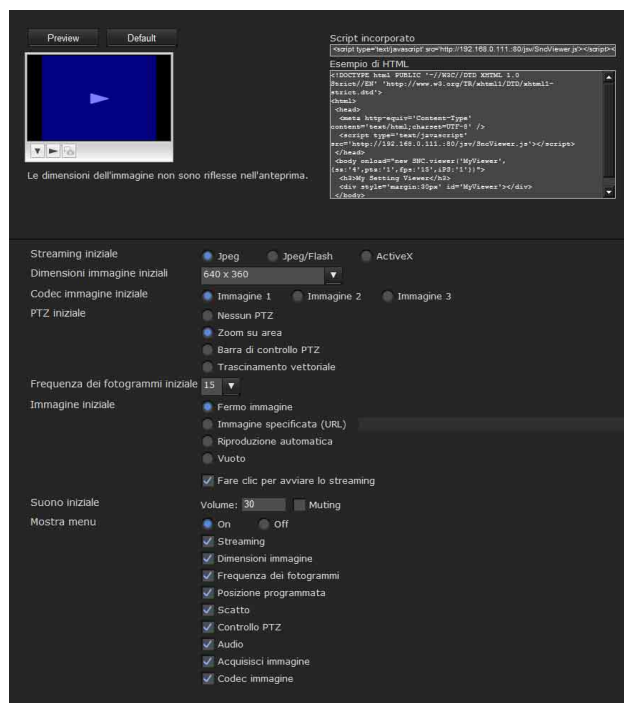 Preview Default
Script incorporato
<script type='text/javascript' src='http://192.168.0.111.:80/jsv/SncViewer.js'></script><
Esempio di HTML
<!DOCTYPE html PUBLIC '-//W3C//DTD XHTML 1.0
Strict//EN' 'http://www.w3.org/TR/xhtml1/DTD/xhtml1-
strict.dtd'>
<html>
<head>
<meta http-equiv='Content-Type'
content='text/html;charset=UTF-8' />
<script type='text/javascript'
src='http://192.168.0.111.:80/jsv/SncViewer.js'></script>
</head>
<body onload="new SNC.viewer('MyViewer',
{ss:'4',ptz:'1',fps:'15',iPS:'1'})">
<h2>My Setting Viewer</h2>
<div style='margin:30px' id='MyViewer'></div>
</body>
Le dimensioni dell'immagine non sono riflesse nell'anteprima.
Streaming iniziale Jpeg Jpeg/Flash ActiveX
Dimensioni immagine iniziali 640 x 360
Codec immagine iniziale Immagine 1 Immagine 2 Immagine 3
PTZ iniziale Nessun PTZ
Zoom su area
Barra di controllo PTZ
Trascinamento vettoriale
Frequenza dei fotogrammi iniziale 15
Immagine iniziale Fermo immagine
Immagine specificata (URL)
Riproduzione automatica
Vuoto
Fare clic per avviare lo streaming
Suono iniziale Volume: 30 Muting
Mostra menu On Off
Streaming
Dimensioni immagine
Frequenza dei fotogrammi
Posizione programmata
Scatto
Controllo PTZ
Audio
Acquisisci immagine
Codec immagine